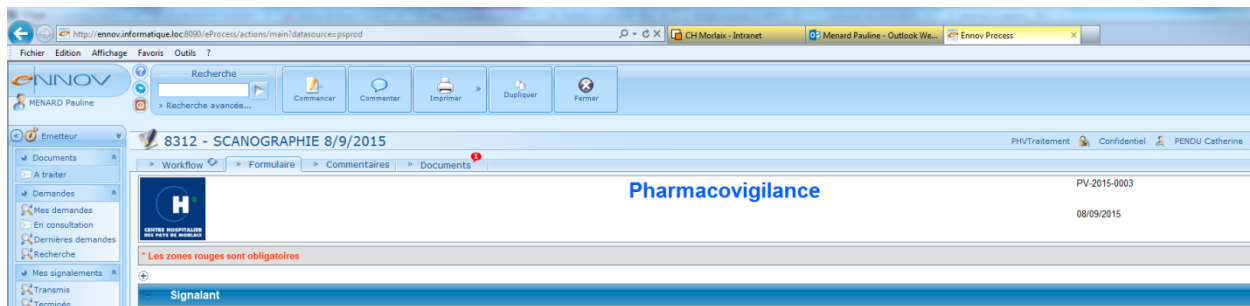 http://ennov.informatique.loc:8090/eProcess/actions/main?datasource=psprod
CH Morlaix - Intranet
Menard Pauline - Outlook We...
Ennov Process
Fichier Edition Affichage Favoris Outils ?
eNNOV
MENARD Pauline
Recherche
> Recherche avancée...
Commencer
Commenter
Imprimer
Dupliquer
Fermer
Emetteur
8312 - SCANOGRAPHIE 8/9/2015
PHVTraitement Confidentiel PENDU Catherine
Documents
A traiter
Demandes
Mes demandes
En consultation
Dernières demandes
Recherche
Mes signalements
Transmis
Terminés
> Workflow > Formulaire > Commentaires > Documents
H
CENTRE HOSPITALIER
DES PAYS DE MORLAIX
Pharmacovigilance
PV-2015-0003
08/09/2015
* Les zones rouges sont obligatoires
Signalant